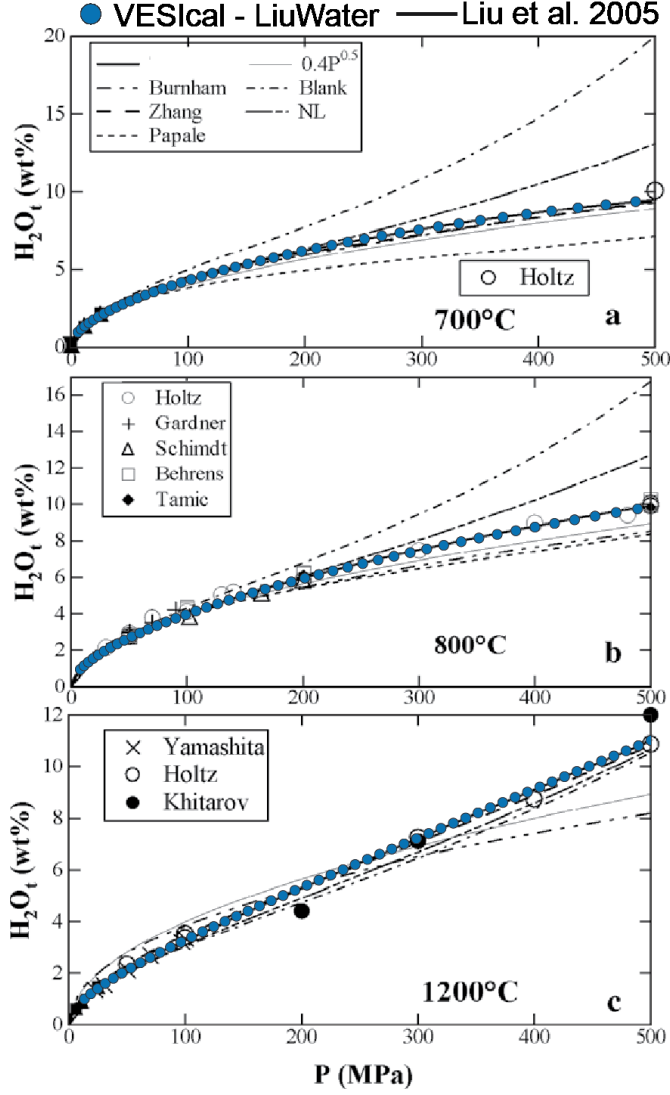 VESIcal - LiuWater Liu et al. 2005
20
15
10
5
0
H₂Oₜ (wt%)
0.4P^0.5
Burnham Blank
Zhang NL
Papale
Holtz
700°C a
0 100 200 300 400 500
16
14
12
10
8
6
4
2
0
H₂Oₜ (wt%)
Holtz
Gardner
Schimdt
Behrens
Tamic
800°C b
0 100 200 300 400 500
12
10
8
6
4
2
0
H₂Oₜ (wt%)
Yamashita
Holtz
Khitarov
1200°C c
0 100 200 300 400 500
P (MPa)